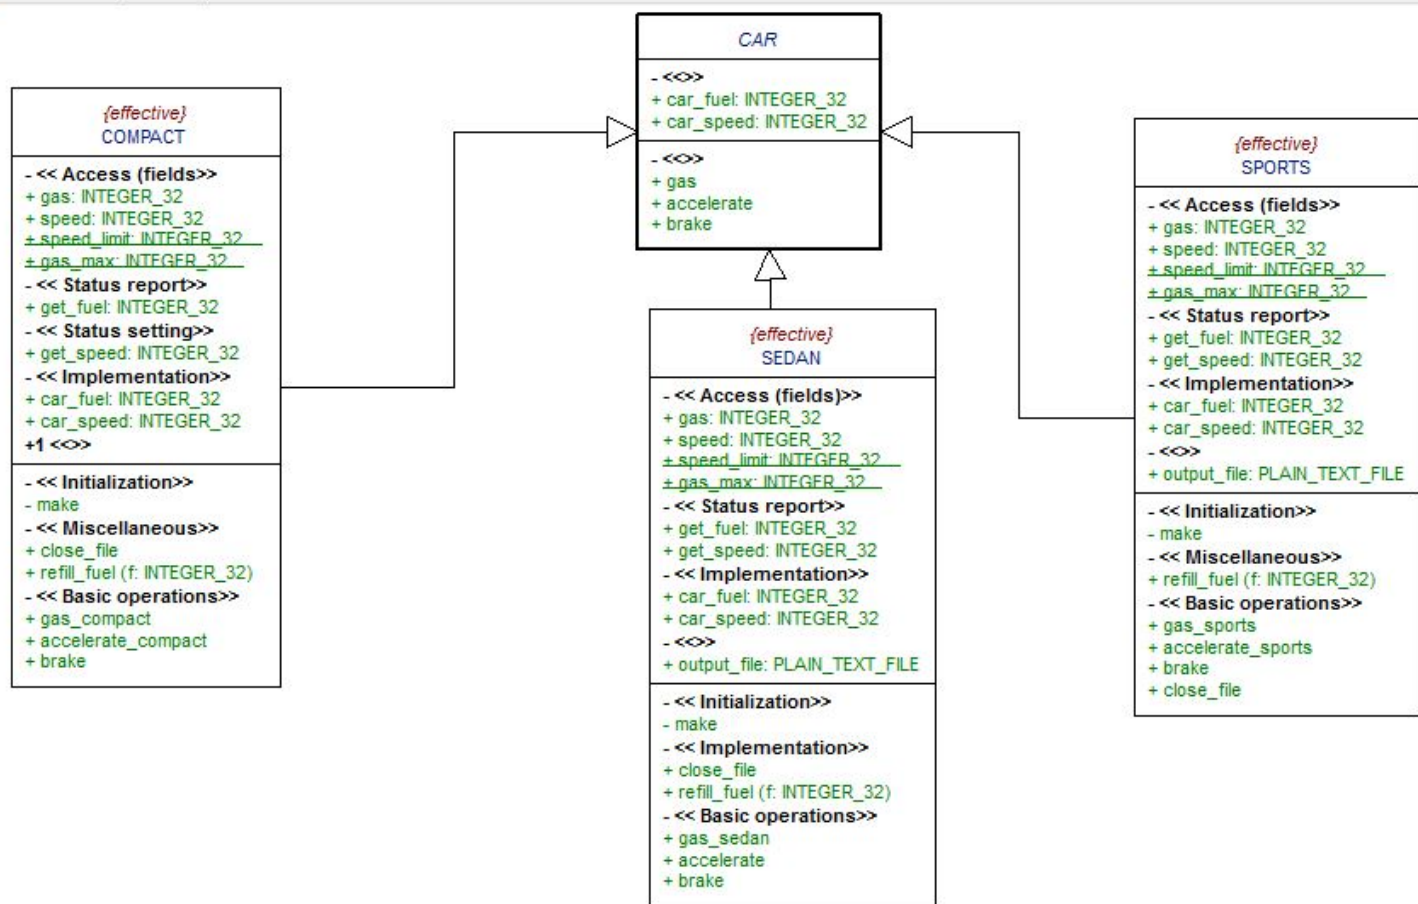 CAR
- <<>>
+ car_fuel: INTEGER_32
+ car_speed: INTEGER_32
- <<>>
+ gas
+ accelerate
+ brake
{effective}
COMPACT
- << Access (fields)>>
+ gas: INTEGER_32
+ speed: INTEGER_32
+ speed_limit: INTEGER_32
+ gas_max: INTEGER_32
- << Status report>>
+ get_fuel: INTEGER_32
- << Status setting>>
+ get_speed: INTEGER_32
- << Implementation>>
+ car_fuel: INTEGER_32
+ car_speed: INTEGER_32
+1 <<>>
- << Initialization>>
- make
- << Miscellaneous>>
+ close_file
+ refill_fuel (f: INTEGER_32)
- << Basic operations>>
+ gas_compact
+ accelerate_compact
+ brake
{effective}
SEDAN
- << Access (fields)>>
+ gas: INTEGER_32
+ speed: INTEGER_32
+ speed_limit: INTEGER_32
+ gas_max: INTEGER_32
- << Status report>>
+ get_fuel: INTEGER_32
+ get_speed: INTEGER_32
- << Implementation>>
+ car_fuel: INTEGER_32
+ car_speed: INTEGER_32
- <<>>
+ output_file: PLAIN_TEXT_FILE
- << Initialization>>
- make
- << Implementation>>
+ close_file
+ refill_fuel (f: INTEGER_32)
- << Basic operations>>
+ gas_sedan
+ accelerate
+ brake
{effective}
SPORTS
- << Access (fields)>>
+ gas: INTEGER_32
+ speed: INTEGER_32
+ speed_limit: INTEGER_32
+ gas_max: INTEGER_32
- << Status report>>
+ get_fuel: INTEGER_32
+ get_speed: INTEGER_32
- << Implementation>>
+ car_fuel: INTEGER_32
+ car_speed: INTEGER_32
- <<>>
+ output_file: PLAIN_TEXT_FILE
- << Initialization>>
- make
- << Miscellaneous>>
+ refill_fuel (f: INTEGER_32)
- << Basic operations>>
+ gas_sports
+ accelerate_sports
+ brake
+ close_file